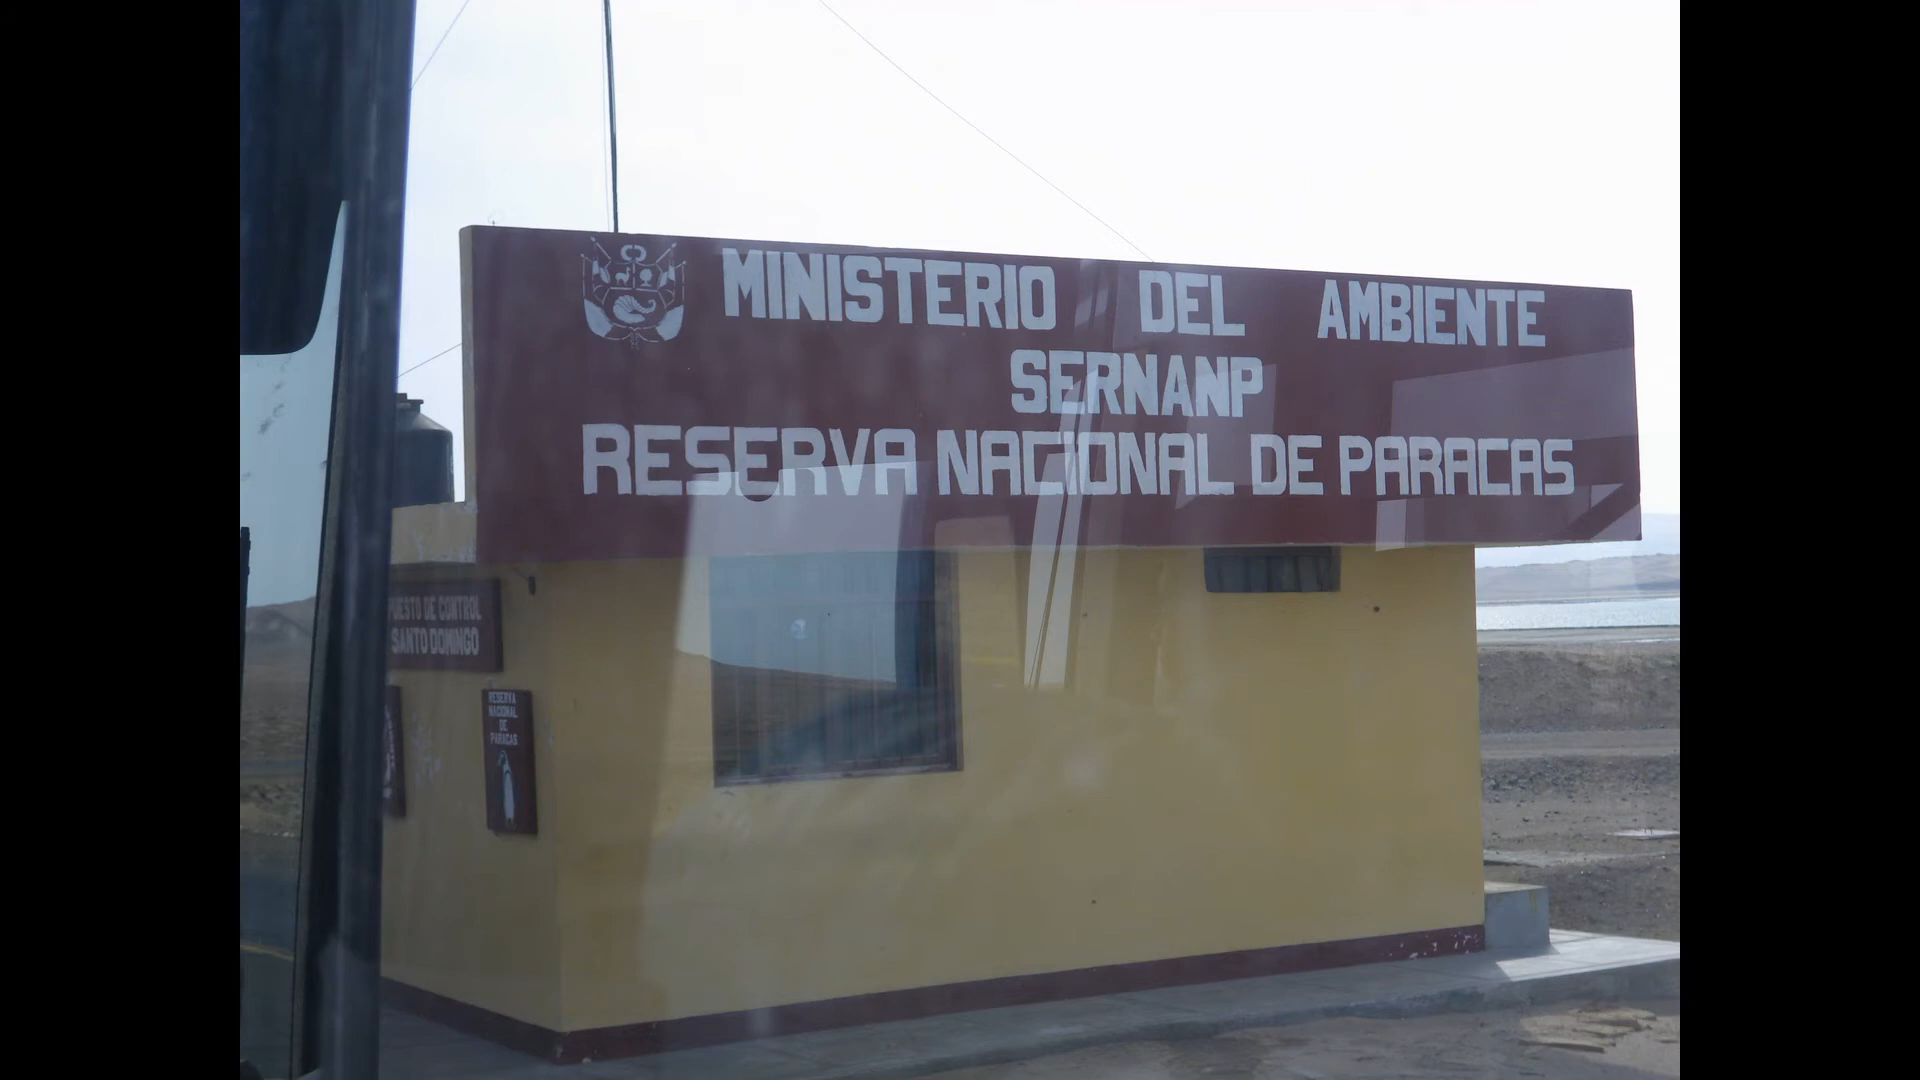 MINISTERIO DEL AMBIENTE
SERNANP
RESERVA NACIONAL DE PARACAS
PUESTO DE CONTROL
SANTO DOMINGO
RESERVA
NACIONAL
DE
PARACAS